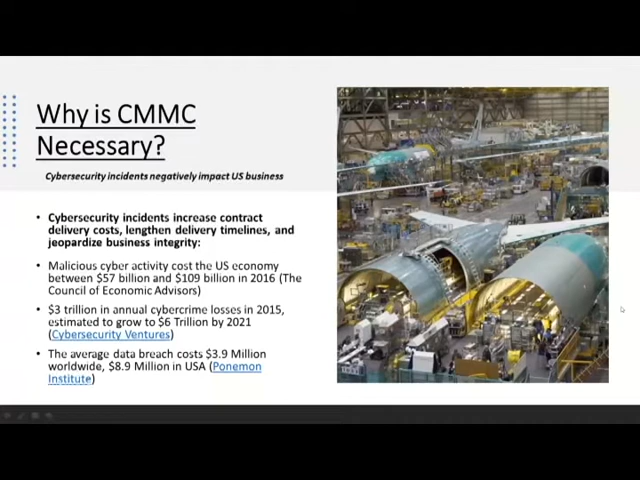 Why is CMMC
Necessary?
Cybersecurity incidents negatively impact US business
• Cybersecurity incidents increase contract
delivery costs, lengthen delivery timelines, and
jeopardize business integrity:
• Malicious cyber activity cost the US economy
between $57 billion and $109 billion in 2016 (The
Council of Economic Advisors)
• $3 trillion in annual cybercrime losses in 2015,
estimated to grow to $6 Trillion by 2021
(Cybersecurity Ventures)
• The average data breach costs $3.9 Million
worldwide, $8.9 Million in USA (Ponemon
Institute)